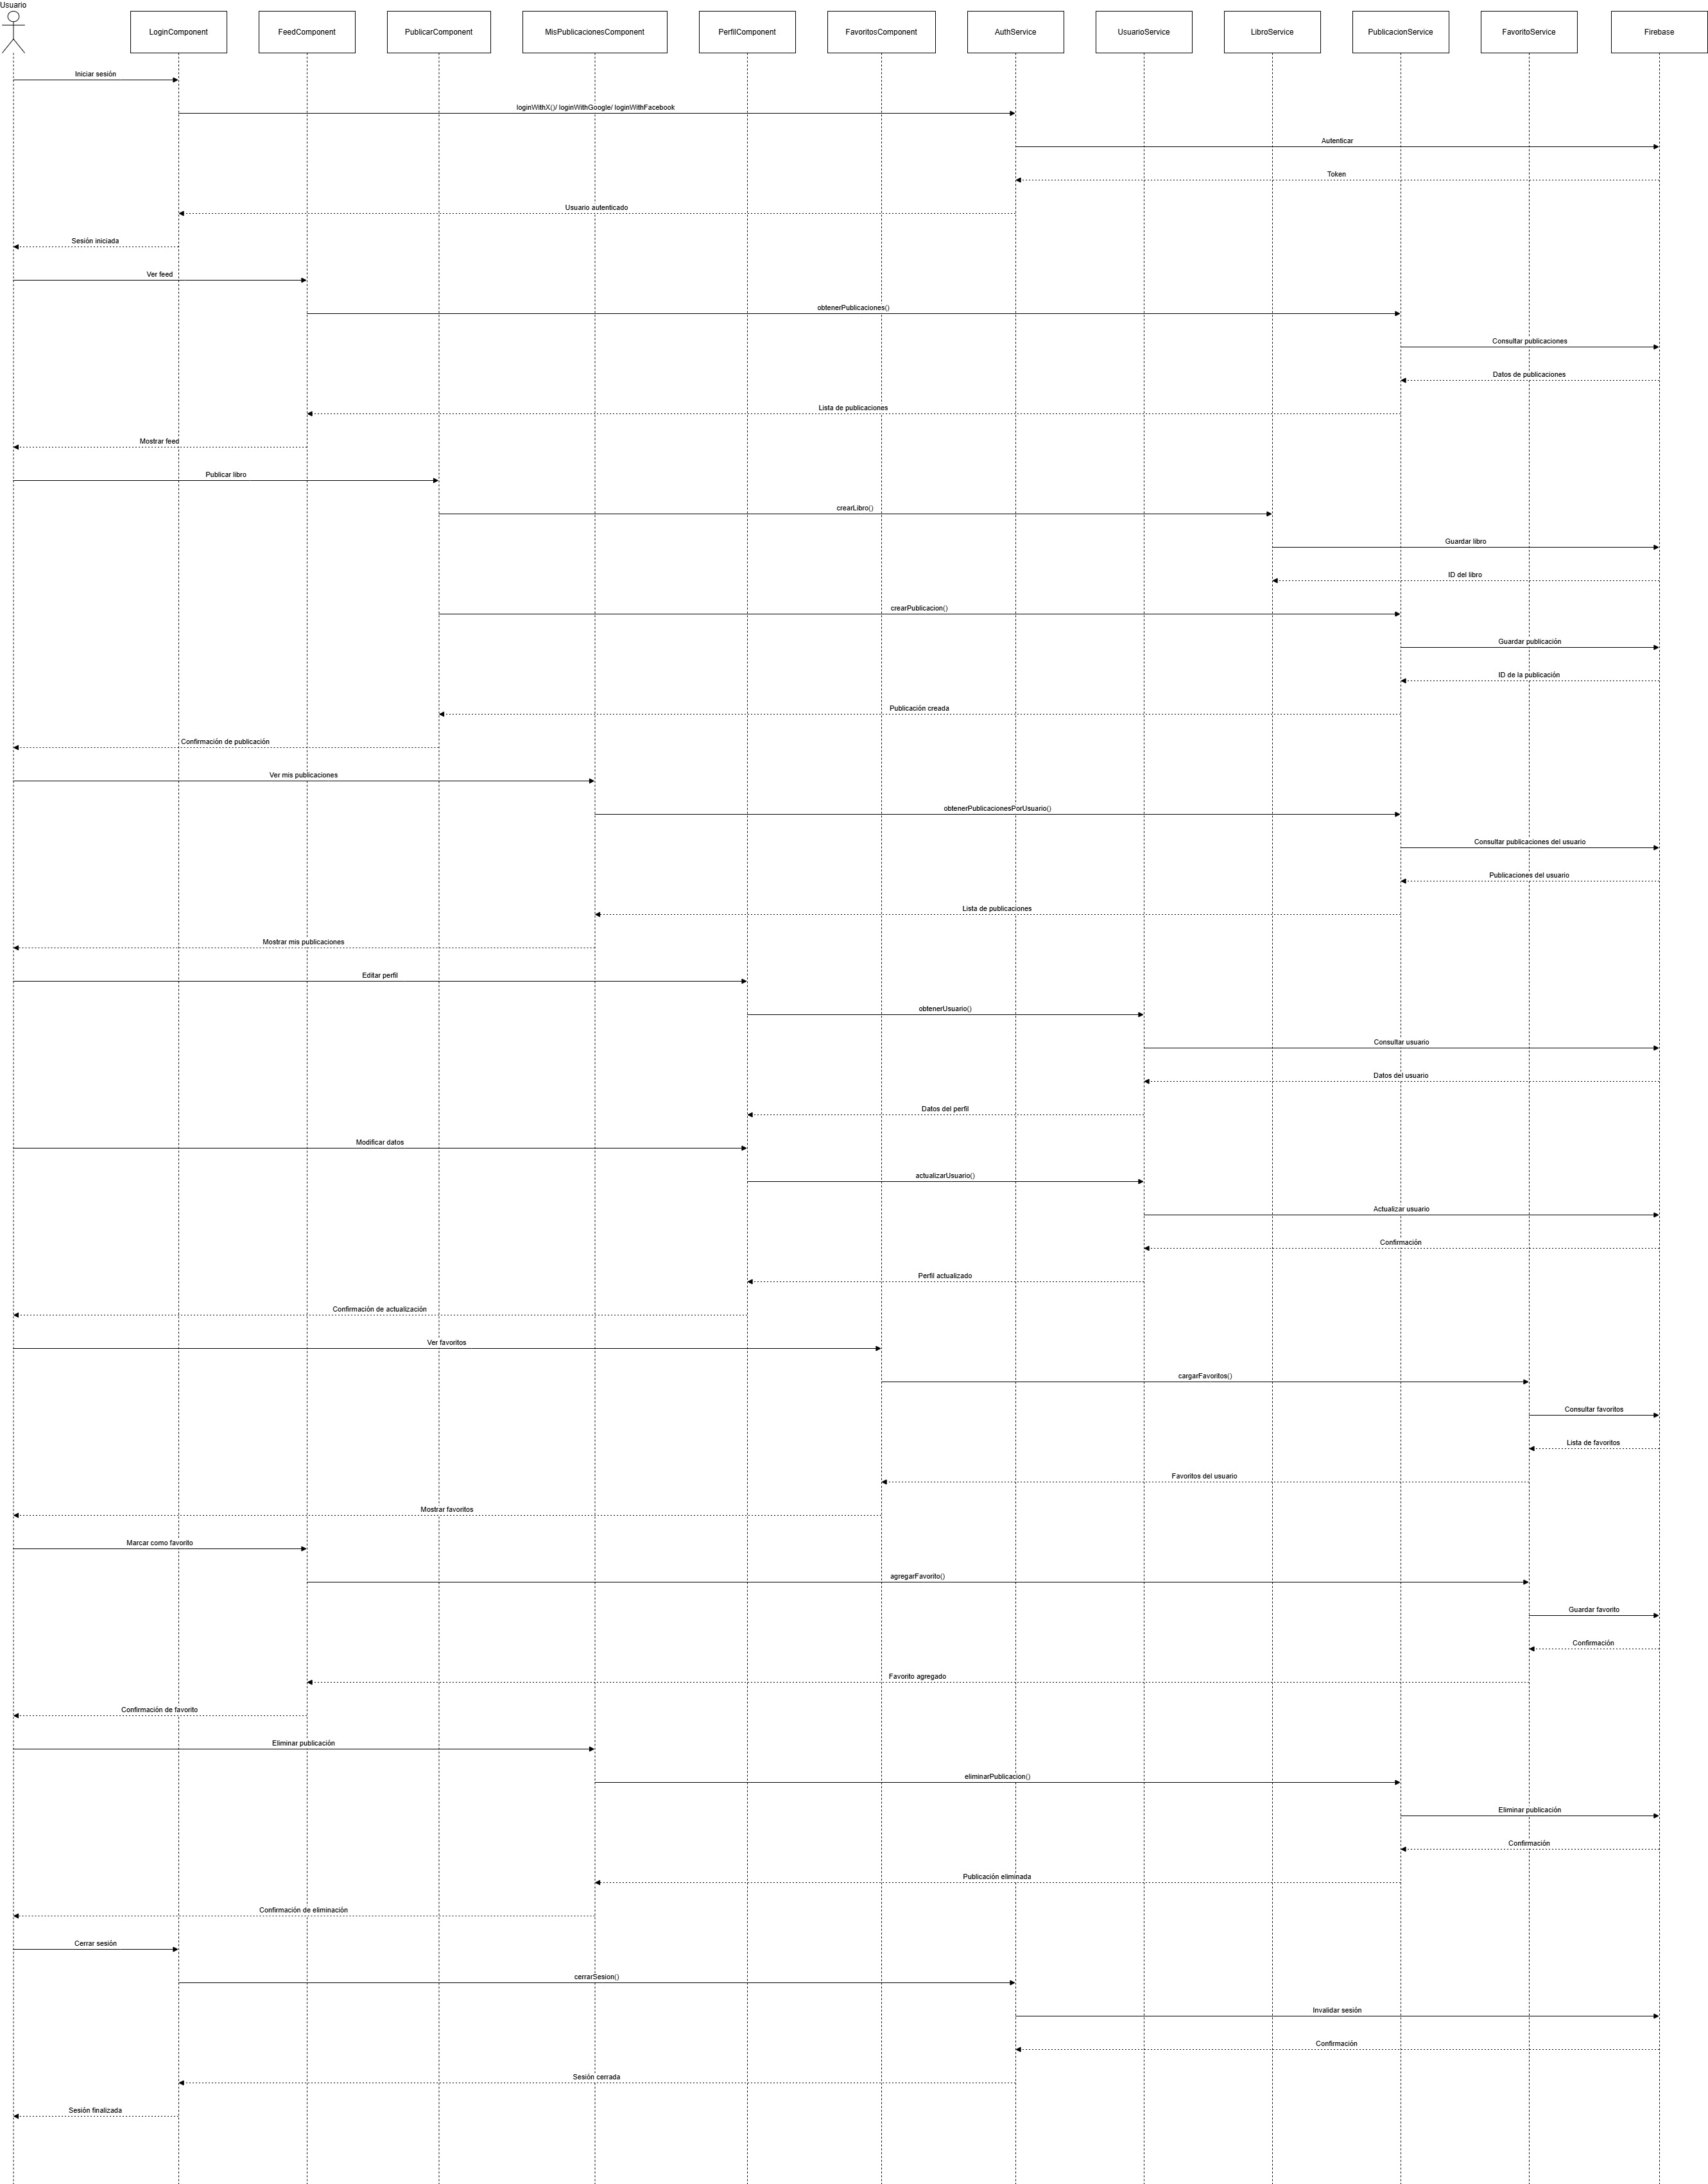 Usuario
LoginComponent
FeedComponent
PublicarComponent
MisPublicacionesComponent
PerfilComponent
FavoritosComponent
AuthService
UsuarioService
LibroService
PublicacionService
FavoritoService
Firebase
Iniciar sesión
loginWithX()/ loginWithGoogle/ loginWithFacebook
Autenticar
Token
Usuario autenticado
Sesión iniciada
Ver feed
obtenerPublicaciones()
Consultar publicaciones
Datos de publicaciones
Lista de publicaciones
Mostrar feed
Publicar libro
crearLibro()
Guardar libro
ID del libro
crearPublicacion()
Guardar publicación
ID de la publicación
Publicación creada
Confirmación de publicación
Ver mis publicaciones
obtenerPublicacionesPorUsuario()
Consultar publicaciones del usuario
Publicaciones del usuario
Lista de publicaciones
Mostrar mis publicaciones
Editar perfil
obtenerUsuario()
Consultar usuario
Datos del usuario
Datos del perfil
Modificar datos
actualizarUsuario()
Actualizar usuario
Confirmación
Perfil actualizado
Confirmación de actualización
Ver favoritos
cargarFavoritos()
Consultar favoritos
Lista de favoritos
Favoritos del usuario
Mostrar favoritos
Marcar como favorito
agregarFavorito()
Guardar favorito
Confirmación
Favorito agregado
Confirmación de favorito
Eliminar publicación
eliminarPublicacion()
Eliminar publicación
Confirmación
Publicación eliminada
Confirmación de eliminación
Cerrar sesión
cerrarSesion()
Invalidar sesión
Confirmación
Sesión cerrada
Sesión finalizada